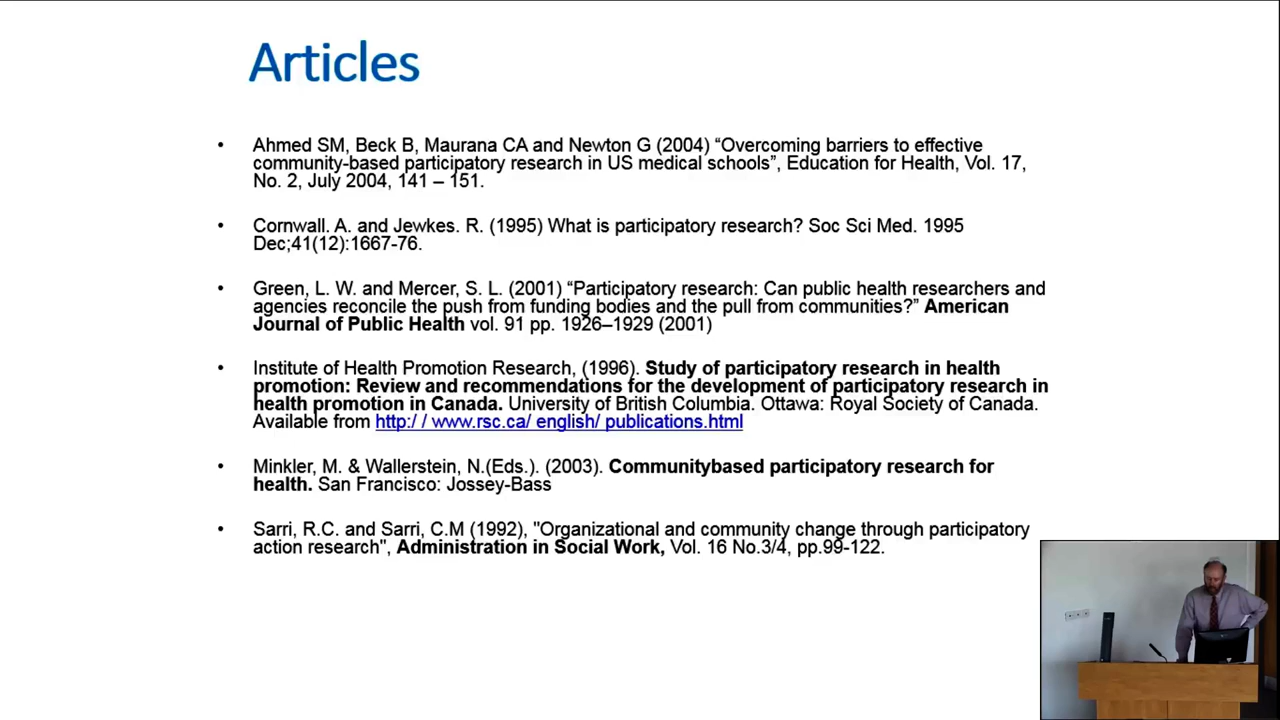 Articles
• Ahmed SM, Beck B, Maurana CA and Newton G (2004) “Overcoming barriers to effective
community-based participatory research in US medical schools”, Education for Health, Vol. 17,
No. 2, July 2004, 141 – 151.
• Cornwall. A. and Jewkes. R. (1995) What is participatory research? Soc Sci Med. 1995
Dec;41(12):1667-76.
• Green, L. W. and Mercer, S. L. (2001) “Participatory research: Can public health researchers and
agencies reconcile the push from funding bodies and the pull from communities?” American
Journal of Public Health vol. 91 pp. 1926–1929 (2001)
• Institute of Health Promotion Research, (1996). Study of participatory research in health
promotion: Review and recommendations for the development of participatory research in
health promotion in Canada. University of British Columbia. Ottawa: Royal Society of Canada.
Available from http:/ / www.rsc.ca/ english/ publications.html
• Minkler, M. & Wallerstein, N.(Eds.). (2003). Communitybased participatory research for
health. San Francisco: Jossey-Bass
• Sarri, R.C. and Sarri, C.M (1992), "Organizational and community change through participatory
action research", Administration in Social Work, Vol. 16 No.3/4, pp.99-122.